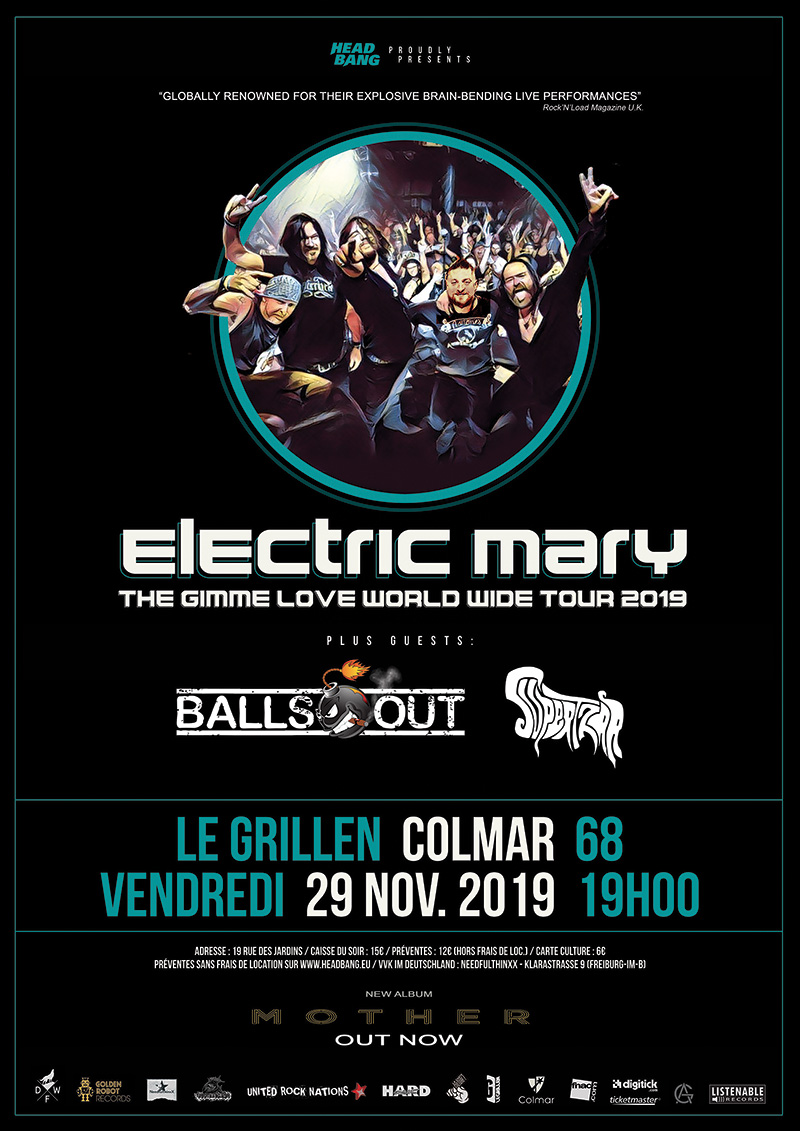 HEAD BANG PROUDLY PRESENTS
“GLOBALLY RENOWNED FOR THEIR EXPLOSIVE BRAIN-BENDING LIVE PERFORMANCES”
Rock'N'Load Magazine U.K.
electric mary
THE GIMME LOVE WORLD WIDE TOUR 2019
PLUS GUESTS:
BALLS OUT
SUPERTZAR
LE GRILLEN COLMAR 68
VENDREDI 29 NOV. 2019 19H00
ADRESSE : 19 RUE DES JARDINS / CAISSE DU SOIR : 15€ / PRÉVENTES : 12€ (HORS FRAIS DE LOC.) / CARTE CULTURE : 6€
PRÉVENTES SANS FRAIS DE LOCATION SUR WWW.HEADBANG.EU / VVK IM DEUTSCHLAND : NEEDFULTHINXX - KLARASTRASSE 9 (FREIBURG-IM-B)
NEW ALBUM
MOTHER
OUT NOW
D W F
GOLDEN ROBOT RECORDS
UNITED ROCK NATIONS
HARD
Colmar
fnac.com
digitick.com
ticketmaster
LISTENABLE RECORDS